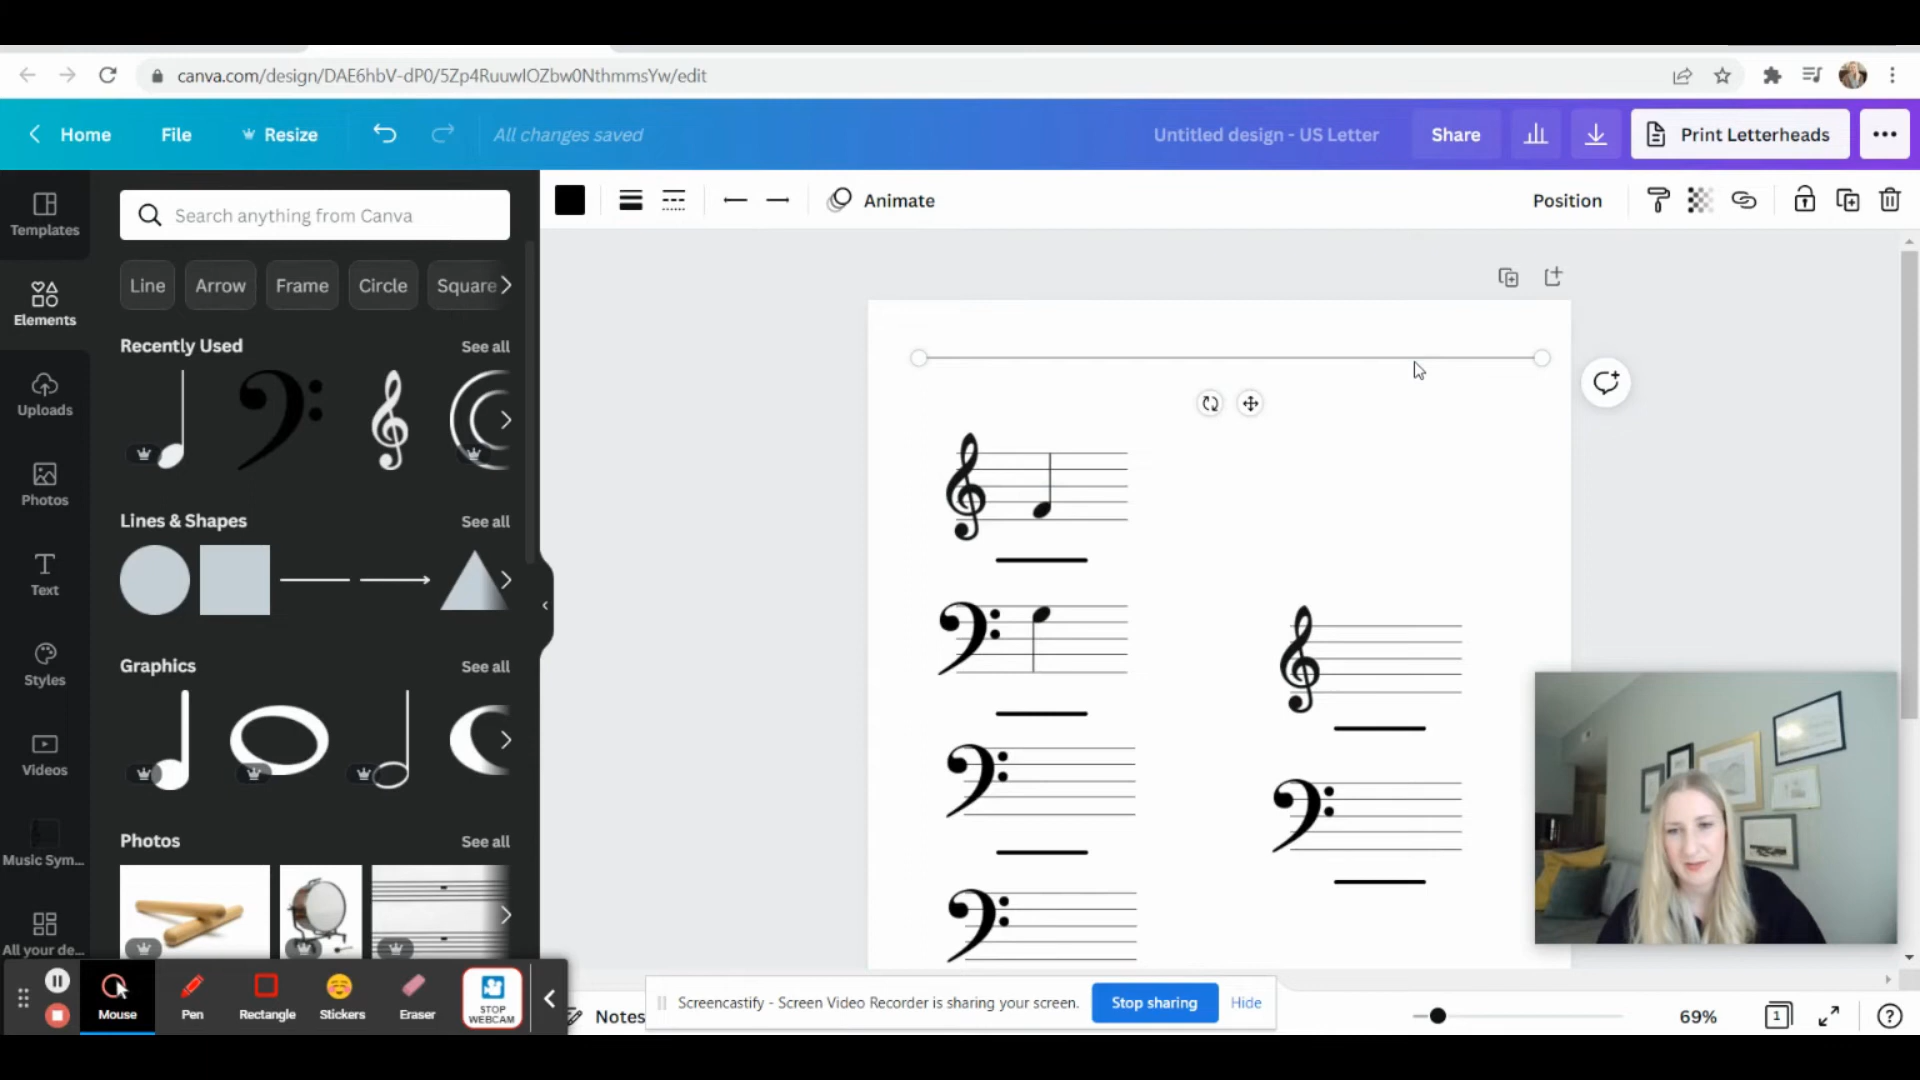 canva.com/design/DAE6hbV-dP0/5Zp4RuuwIOZbw0NthmmsYw/edit
Home
File
Resize
All changes saved
Untitled design - US Letter
Share
Print Letterheads
Templates
Elements
Uploads
Photos
Text
Styles
Videos
Music Sym...
All your de...
Search anything from Canva
Line
Arrow
Frame
Circle
Square
Recently Used
See all
Lines & Shapes
See all
Graphics
See all
Photos
See all
Animate
Position
Mouse
Pen
Rectangle
Stickers
Eraser
STOP
WEBCAM
Notes
Screencastify - Screen Video Recorder is sharing your screen.
Stop sharing
Hide
69%
1
?